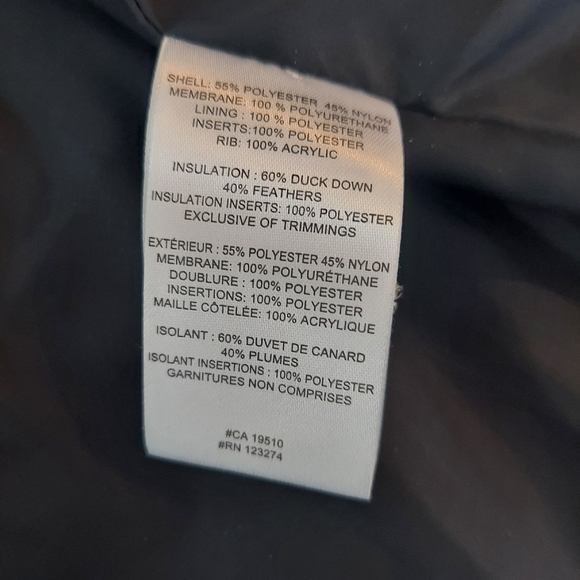 SHELL: 55% POLYESTER 45% NYLON
MEMBRANE: 100 % POLYURETHANE
LINING : 100 % POLYESTER
INSERTS:100% POLYESTER
RIB: 100% ACRYLIC
INSULATION : 60% DUCK DOWN
40% FEATHERS
INSULATION INSERTS: 100% POLYESTER
EXCLUSIVE OF TRIMMINGS
EXTÉRIEUR : 55% POLYESTER 45% NYLON
MEMBRANE: 100% POLYURÉTHANE
DOUBLURE : 100% POLYESTER
INSERTIONS: 100% POLYESTER
MAILLE CÔTELÉE: 100% ACRYLIQUE
ISOLANT : 60% DUVET DE CANARD
40% PLUMES
ISOLANT INSERTIONS : 100% POLYESTER
GARNITURES NON COMPRISES
#CA 19510
#RN 123274